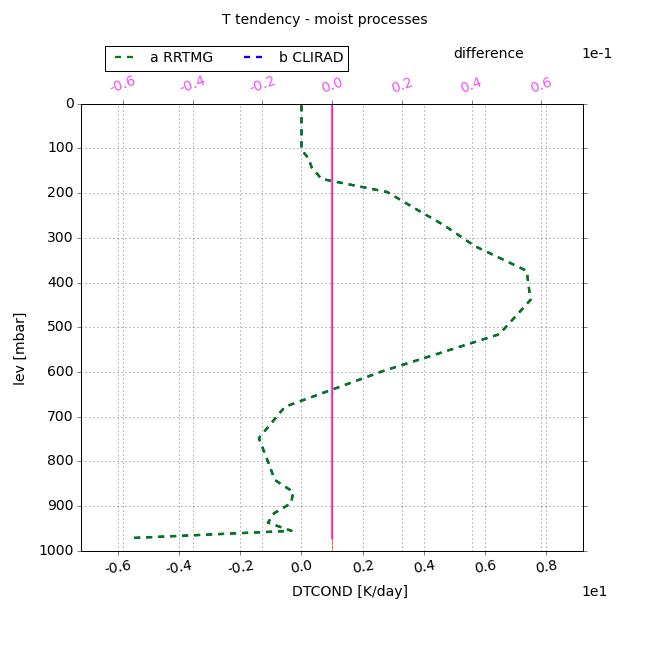 T tendency - moist processes
a RRTMG b CLIRAD
difference 1e-1
-0.6 -0.4 -0.2 0.0 0.2 0.4 0.6
0
100
200
300
400
500
600
700
800
900
1000
lev [mbar]
-0.6 -0.4 -0.2 0.0 0.2 0.4 0.6 0.8
DTCOND [K/day] 1e1